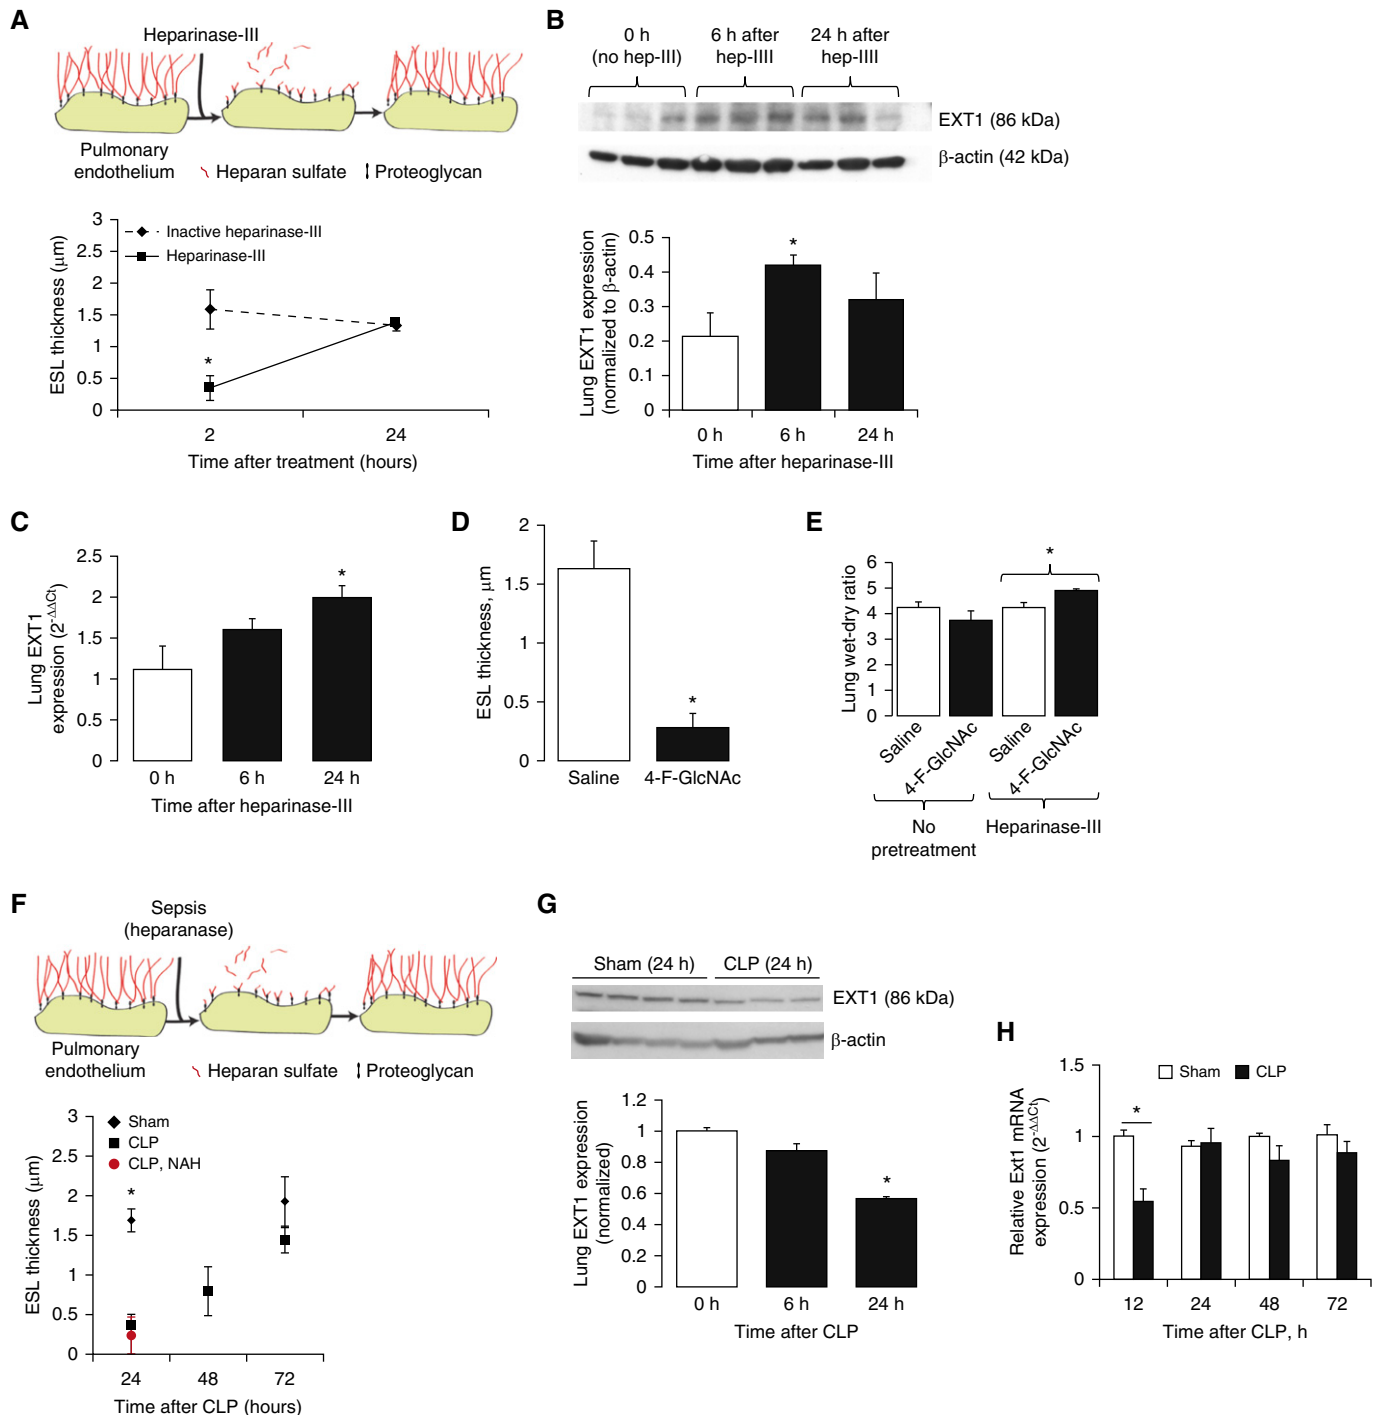 A
Heparinase-III
Pulmonary
endothelium
Heparan sulfate
Proteoglycan
ESL thickness (μm)
3
2.5
2
1.5
1
0.5
0
Inactive heparinase-III
Heparinase-III
*
2
24
Time after treatment (hours)
B
0 h
(no hep-III)
6 h after
hep-IIII
24 h after
hep-IIII
EXT1 (86 kDa)
β-actin (42 kDa)
Lung EXT1 expression
(normalized to β-actin)
0.5
0.4
0.3
0.2
0.1
0
*
0 h
6 h
24 h
Time after heparinase-III
C
Lung EXT1
expression (2-ΔΔCt)
2.5
2
1.5
1
0.5
0
*
0 h
6 h
24 h
Time after heparinase-III
D
ESL thickness, μm
2
1.5
1
0.5
0
*
Saline
4-F-GlcNAc
E
Lung wet-dry ratio
6
5
4
3
2
1
0
*
Saline
4-F-GlcNAc
Saline
4-F-GlcNAc
No
pretreatment
Heparinase-III
F
Sepsis
(heparanase)
Pulmonary
endothelium
Heparan sulfate
Proteoglycan
ESL thickness (μm)
3
2.5
2
1.5
1
0.5
0
Sham
CLP
CLP, NAH
*
24
48
72
Time after CLP (hours)
G
Sham (24 h)
CLP (24 h)
EXT1 (86 kDa)
β-actin
Lung EXT1 expression
(normalized)
1.2
1
0.8
0.6
0.4
0.2
0
*
0 h
6 h
24 h
Time after CLP
H
Relative Ext1 mRNA
expression (2-ΔΔCt)
1.5
1
0.5
0
Sham
CLP
*
12
24
48
72
Time after CLP, h